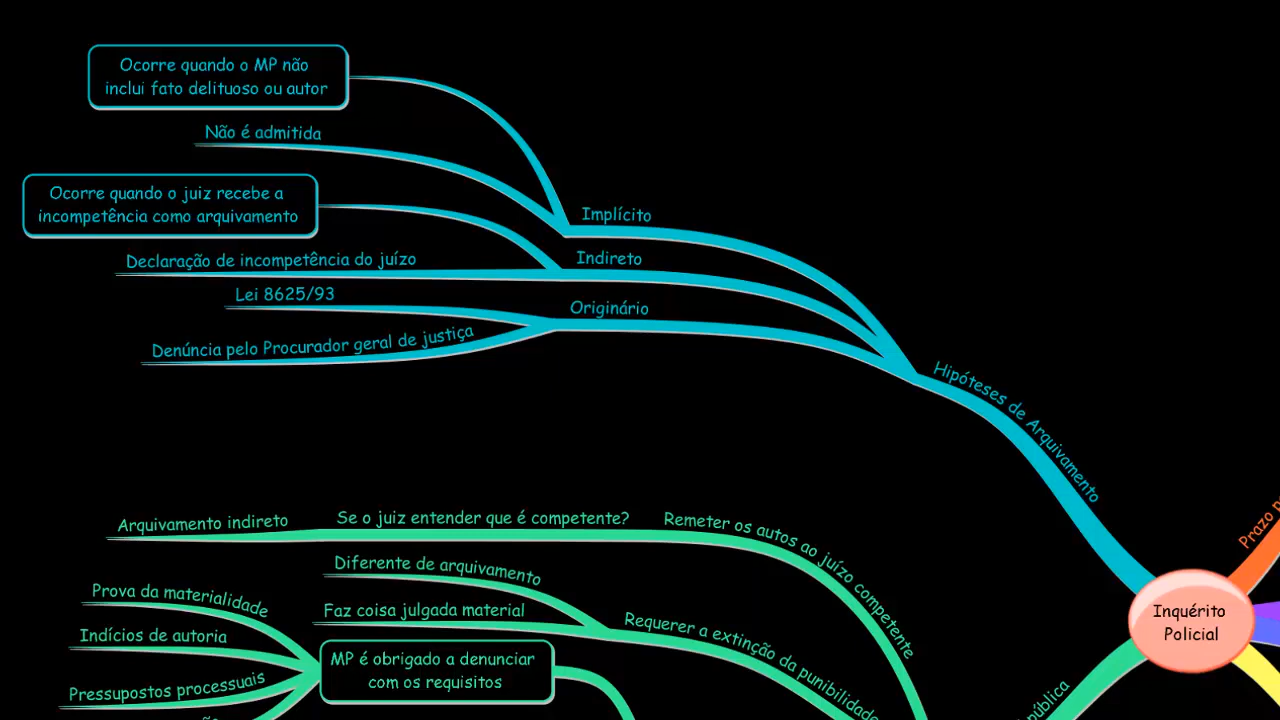 Ocorre quando o MP não
inclui fato delituoso ou autor
Não é admitida
Ocorre quando o juiz recebe a
incompetência como arquivamento
Implícito
Declaração de incompetência do juízo
Indireto
Lei 8625/93
Originário
Denúncia pelo Procurador geral de justiça
Hipóteses de Arquivamento
Arquivamento indireto
Se o juiz entender que é competente?
Remeter os autos ao juízo competente
Diferente de arquivamento
Prova da materialidade
Faz coisa julgada material
Requerer a extinção da punibilidade
Indícios de autoria
MP é obrigado a denunciar
com os requisitos
Pressupostos processuais
Inquérito
Policial
Prazo
pública